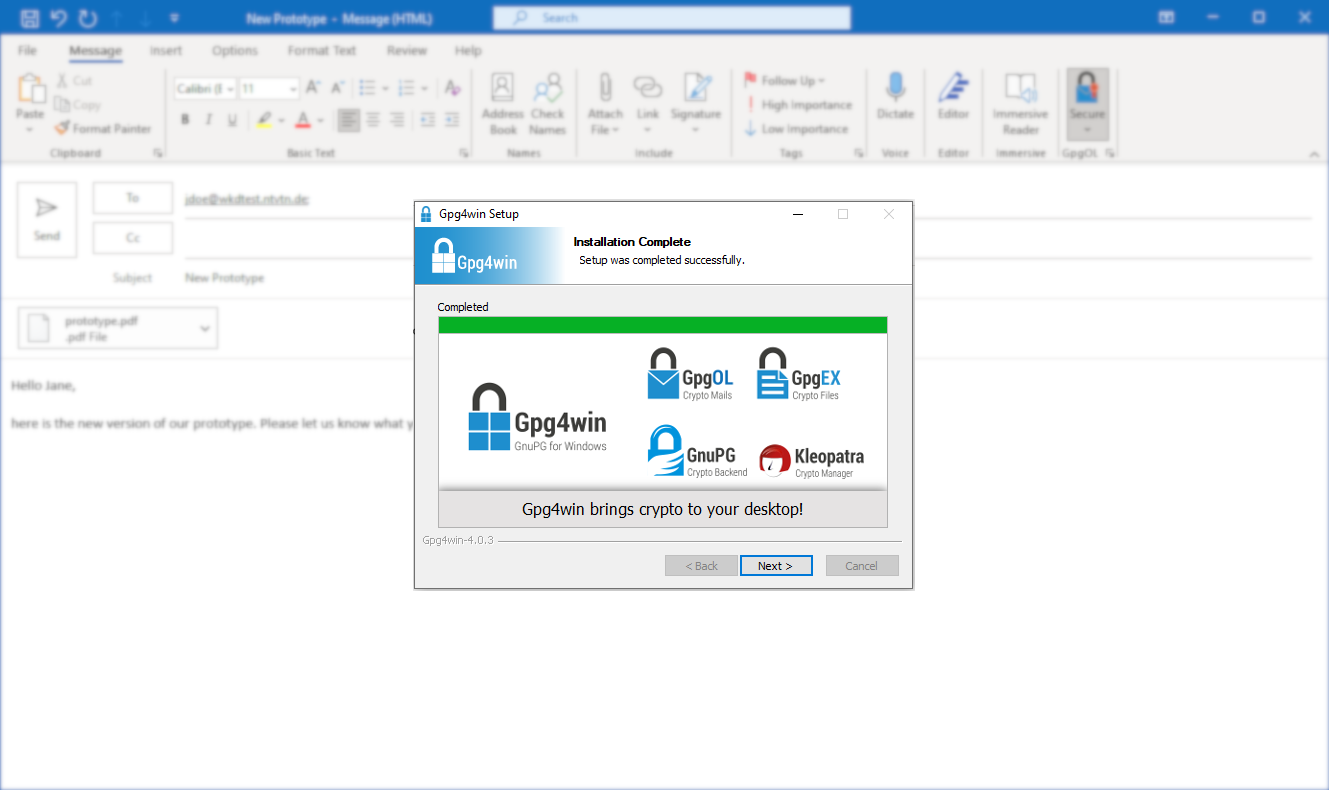 New Prototype - Message (HTML)
Search
File Message Insert Options Format Text Review Help
Paste
Cut
Copy
Format Painter
Clipboard
Calibri (B 11
B I U
Basic Text
Address Book
Check Names
Names
Attach File
Link
Signature
Include
Follow Up
High Importance
Low Importance
Tags
Dictate
Voice
Editor
Editor
Immersive Reader
Immersive
Secure
GpgOL
Send
To
jdoe@wkdtest.ntvtn.de;
Cc
Subject
New Prototype
prototype.pdf
.pdf File
Hello Jane,
here is the new version of our prototype. Please let us know what
Gpg4win Setup
Gpg4win
Installation Complete
Setup was completed successfully.
Completed
Gpg4win
GnuPG for Windows
GpgOL
Crypto Mails
GpgEX
Crypto Files
GnuPG
Crypto Backend
Kleopatra
Crypto Manager
Gpg4win brings crypto to your desktop!
Gpg4win-4.0.3
< Back
Next >
Cancel